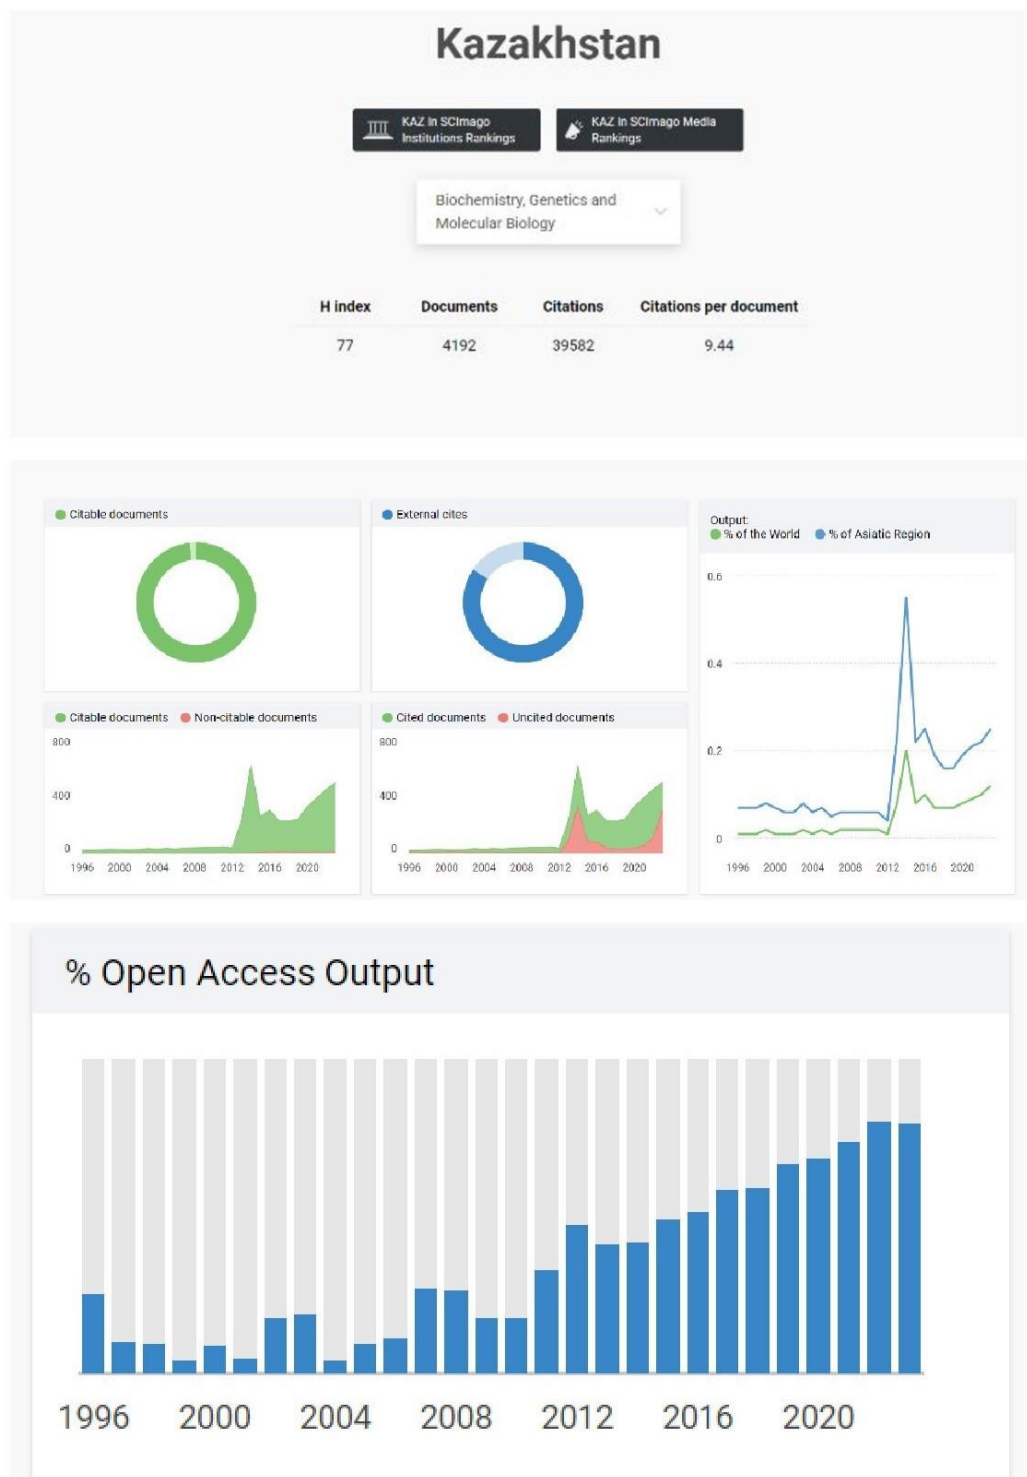 Kazakhstan
KAZ in SCImago
Institutions Rankings
KAZ in SCImago Media
Rankings
Biochemistry, Genetics and
Molecular Biology
H index Documents Citations Citations per document
77 4192 39582 9.44
Citable documents
External cites
Output:
% of the World % of Asiatic Region
0.6
0.4
0.2
0
1996 2000 2004 2008 2012 2016 2020
Citable documents Non-citable documents
800
400
0
1996 2000 2004 2008 2012 2016 2020
Cited documents Uncited documents
800
400
0
1996 2000 2004 2008 2012 2016 2020
% Open Access Output
1996 2000 2004 2008 2012 2016 2020